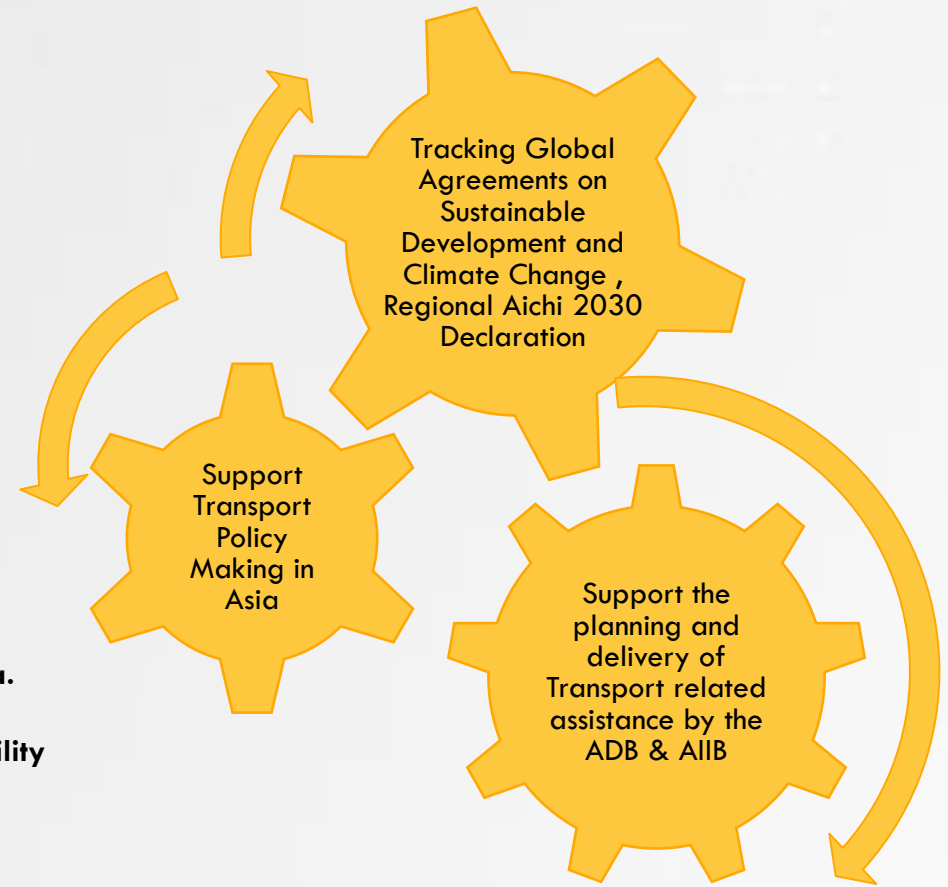 Tracking Global
Agreements on
Sustainable
Development and
Climate Change ,
Regional Aichi 2030
Declaration
Support
Transport
Policy
Making in
Asia
Support the
planning and
delivery of
Transport related
assistance by the
ADB & AIIB